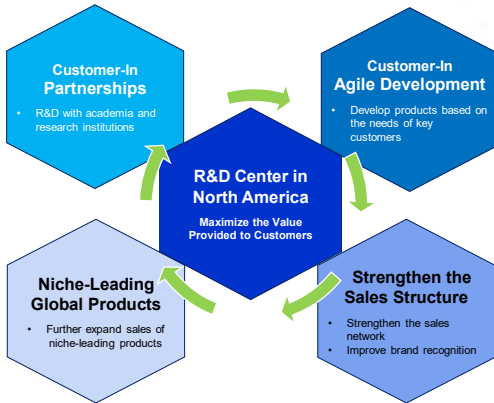 Customer-In
Partnerships
• R&D with academia and
research institutions
Customer-In
Agile Development
• Develop products based on
the needs of key
customers
R&D Center in
North America
Maximize the Value
Provided to Customers
Niche-Leading
Global Products
• Further expand sales of
niche-leading products
Strengthen the
Sales Structure
• Strengthen the sales
network
• Improve brand recognition